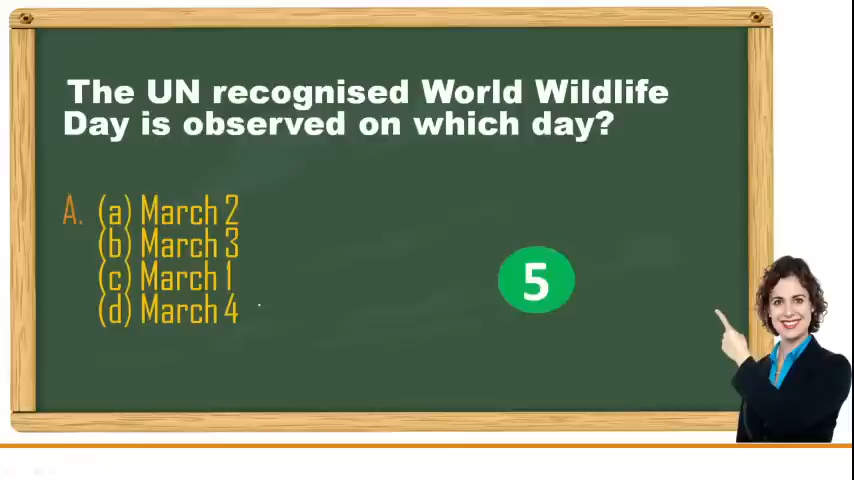 The UN recognised World Wildlife
Day is observed on which day?
A. (a) March 2
(b) March 3
(c) March 1
(d) March 4
5